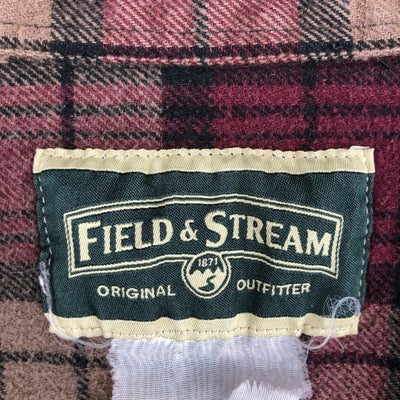 FIELD & STREAM
1871
ORIGINAL OUTFITTER